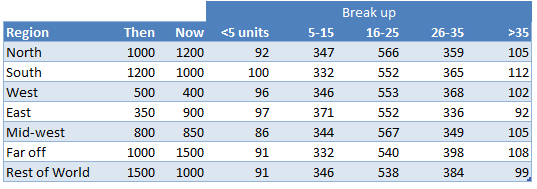 Break up
Region Then Now <5 units 5-15 16-25 26-35 >35
North 1000 1200 92 347 566 359 105
South 1200 1000 100 332 552 365 112
West 500 400 96 346 553 368 102
East 350 900 97 371 552 336 92
Mid-west 800 850 86 344 567 349 105
Far off 1000 1500 91 332 540 398 108
Rest of World 1500 1000 91 346 538 384 99